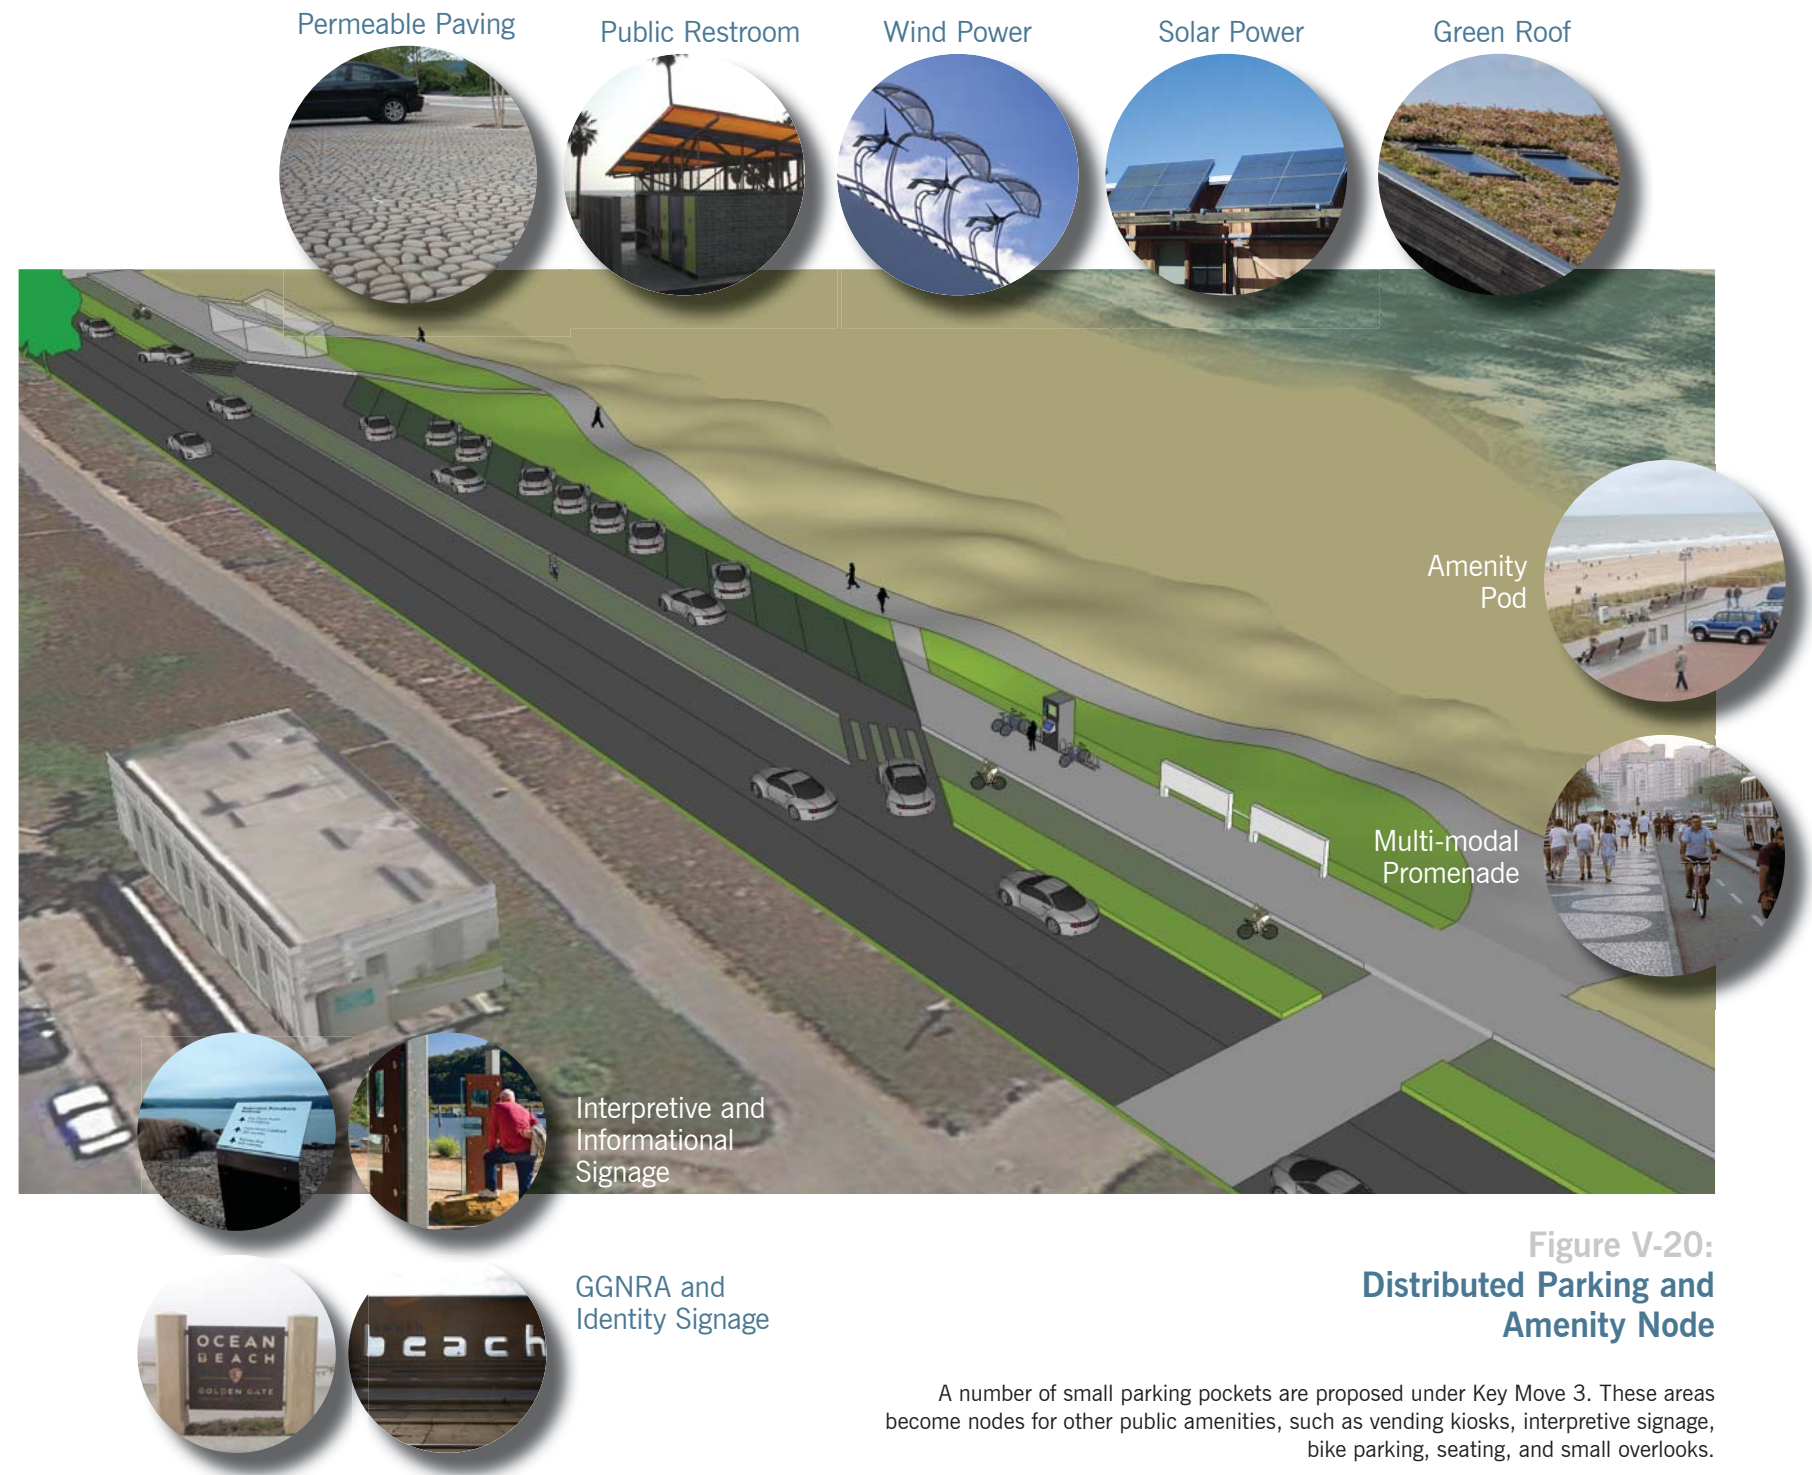 Permeable Paving
Public Restroom
Wind Power
Solar Power
Green Roof
Amenity
Pod
Multi-modal
Promenade
Interpretive and
Informational
Signage
OCEAN
BEACH
GOLDEN GATE
beach
GGNRA and
Identity Signage
Figure V-20:
Distributed Parking and
Amenity Node
A number of small parking pockets are proposed under Key Move 3. These areas
become nodes for other public amenities, such as vending kiosks, interpretive signage,
bike parking, seating, and small overlooks.